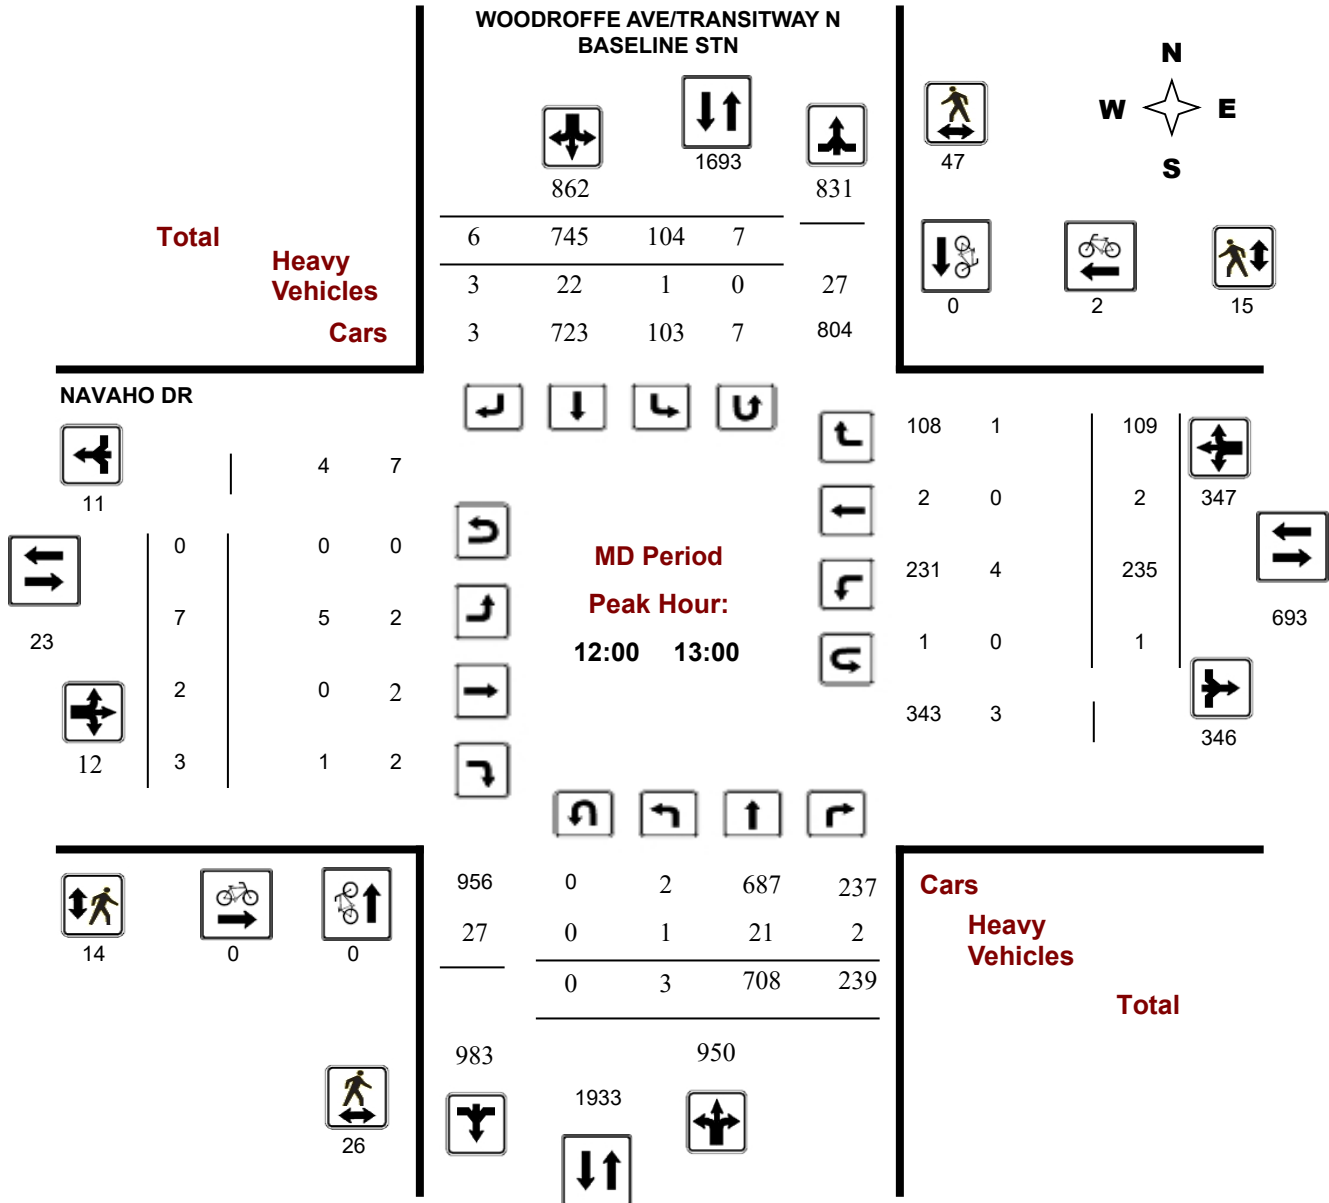 WOODROFFE AVE/TRANSITWAY N
BASELINE STN
N
W E
S
1693
47
862 831
Total 6 745 104 7
Heavy
Vehicles 3 22 1 0 27
0 2 15
Cars 3 723 103 7 804
NAVAHO DR
108 1 109
4 7
11 2 0 2 347
0 0 0
MD Period
231 4 235
7 5 2 Peak Hour: 693
23 12:00 13:00 1 0 1
2 0 2
343 3 346
12 3 1 2
956 0 2 687 237 Cars
27 0 1 21 2 Heavy
Vehicles
14 0 0
0 3 708 239
Total
983 950
1933
26